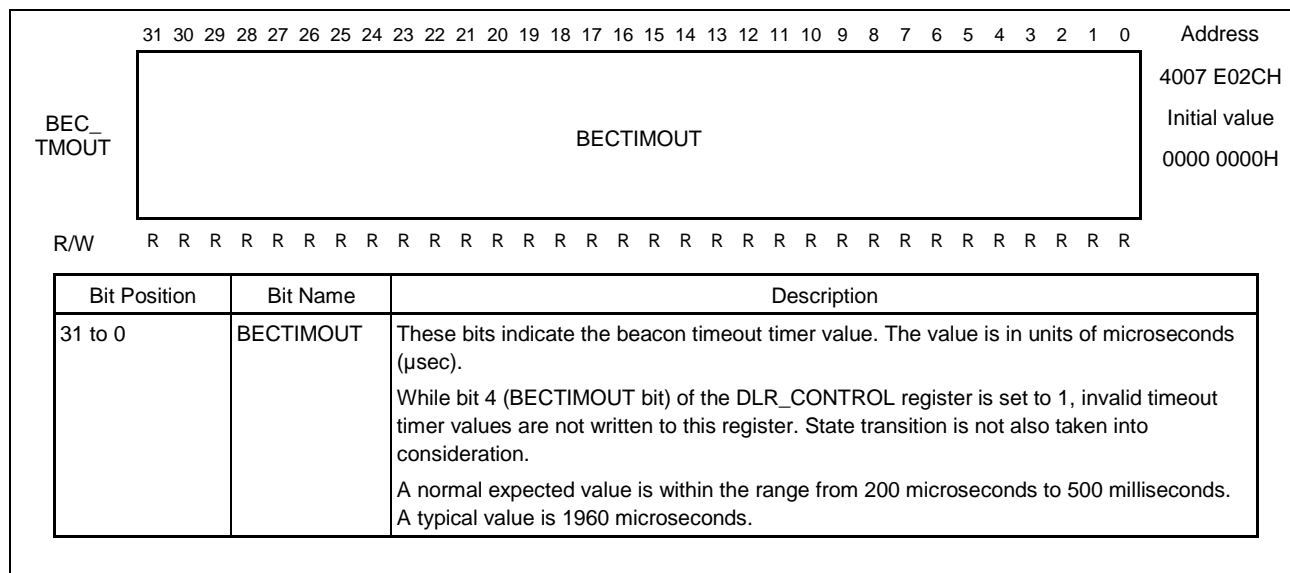 31 30 29 28 27 26 25 24 23 22 21 20 19 18 17 16 15 14 13 12 11 10 9 8 7 6 5 4 3 2 1 0 Address
4007 E02CH
BEC_
TMOUT
BECTIMOUT
Initial value
0000 0000H
R/W R R R R R R R R R R R R R R R R R R R R R R R R R R R R R R R R
Bit Position Bit Name Description
31 to 0 BECTIMOUT These bits indicate the beacon timeout timer value. The value is in units of microseconds
(μsec).
While bit 4 (BECTIMOUT bit) of the DLR_CONTROL register is set to 1, invalid timeout
timer values are not written to this register. State transition is not also taken into
consideration.
A normal expected value is within the range from 200 microseconds to 500 milliseconds.
A typical value is 1960 microseconds.